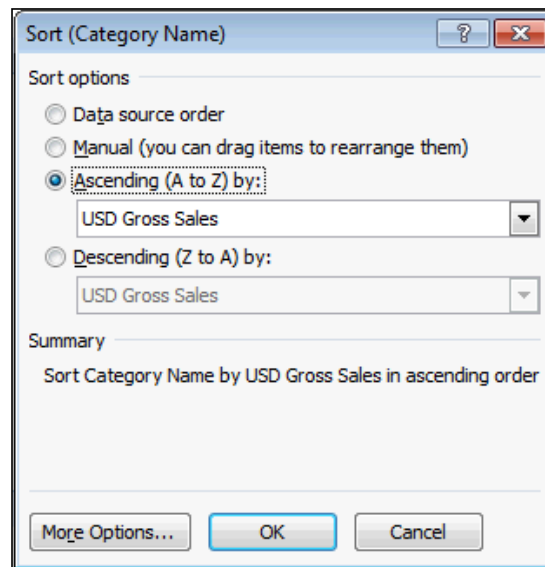 Sort (Category Name)
Sort options
Data source order
Manual (you can drag items to rearrange them)
Ascending (A to Z) by:
USD Gross Sales
Descending (Z to A) by:
USD Gross Sales
Summary
Sort Category Name by USD Gross Sales in ascending order
More Options... OK Cancel